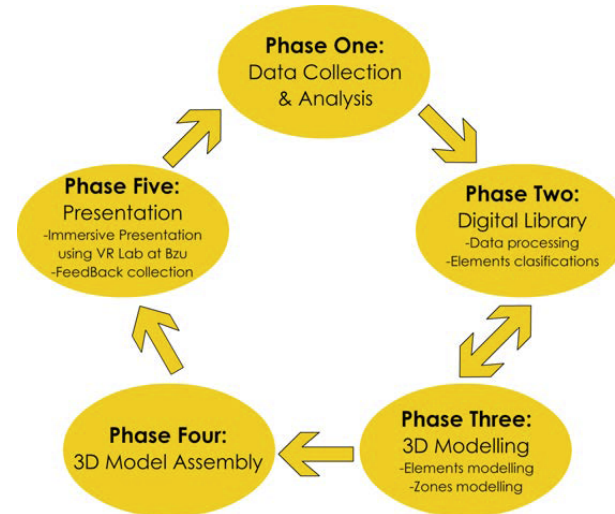 Phase One:
Data Collection
& Analysis
Phase Two:
Digital Library
-Data processing
-Elements clasifications
Phase Three:
3D Modelling
-Elements modelling
-Zones modelling
Phase Four:
3D Model Assembly
Phase Five:
Presentation
-Immersive Presentation
using VR Lab at Bzu
-FeedBack collection